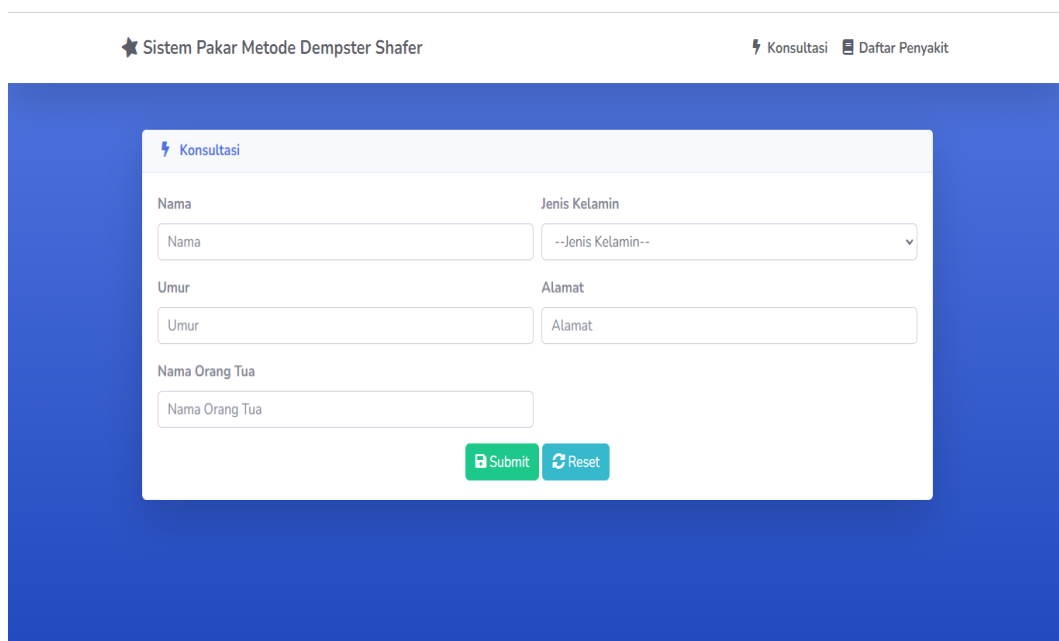 Sistem Pakar Metode Dempster Shafer
Konsultasi Daftar Penyakit
Konsultasi
Nama Jenis Kelamin
Nama --Jenis Kelamin--
Umur Alamat
Umur Alamat
Nama Orang Tua
Nama Orang Tua
Submit Reset